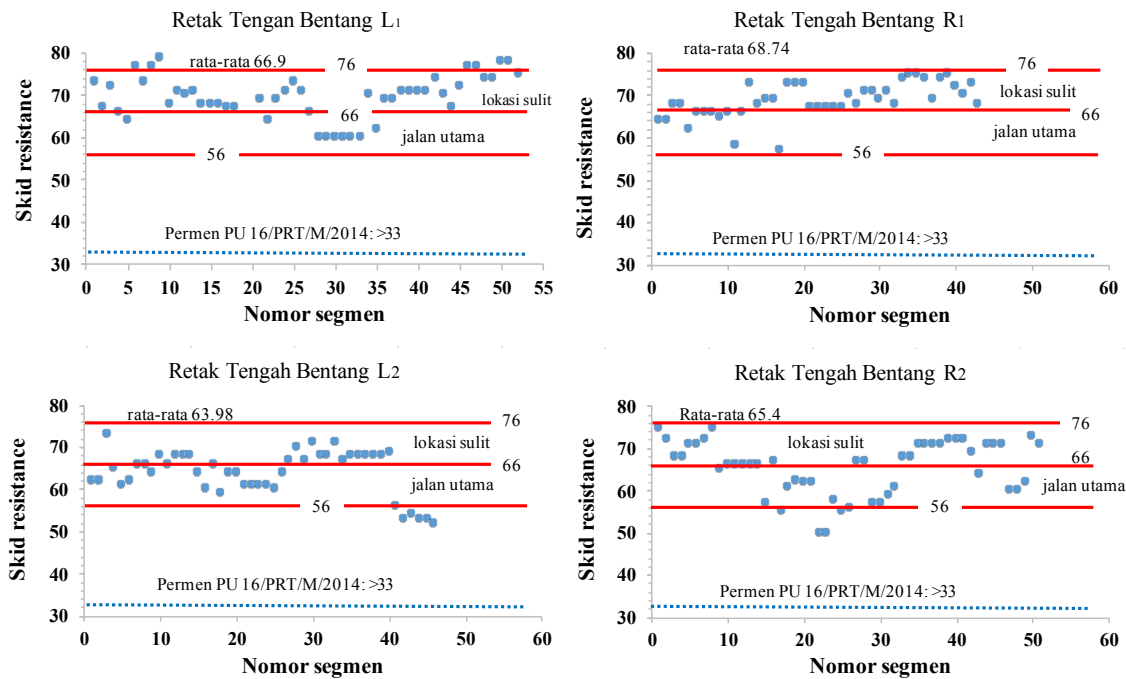 Retak Tengan Bentang L1
80
rata-rata 66.9
76
70
lokasi sulit
66
60
jalan utama
56
50
40
Permen PU 16/PRT/M/2014: >33
30
0 5 10 15 20 25 30 35 40 45 50 55
Skid resistance
Nomor segmen
Retak Tengah Bentang R1
80
rata-rata 68.74
76
70
lokasi sulit
66
60
jalan utama
56
50
40
Permen PU 16/PRT/M/2014: >33
30
0 10 20 30 40 50 60
Skid resistance
Nomor segmen
Retak Tengah Bentang L2
80
rata-rata 63.98
76
70
lokasi sulit
66
60
jalan utama
56
50
40
Permen PU 16/PRT/M/2014: >33
30
0 10 20 30 40 50 60
Skid resistance
Nomor segmen
Retak Tengah Bentang R2
80
Rata-rata 65.4
76
70
lokasi sulit
66
60
jalan utama
56
50
40
Permen PU 16/PRT/M/2014: >33
30
0 10 20 30 40 50 60
Skid resistance
Nomor segmen